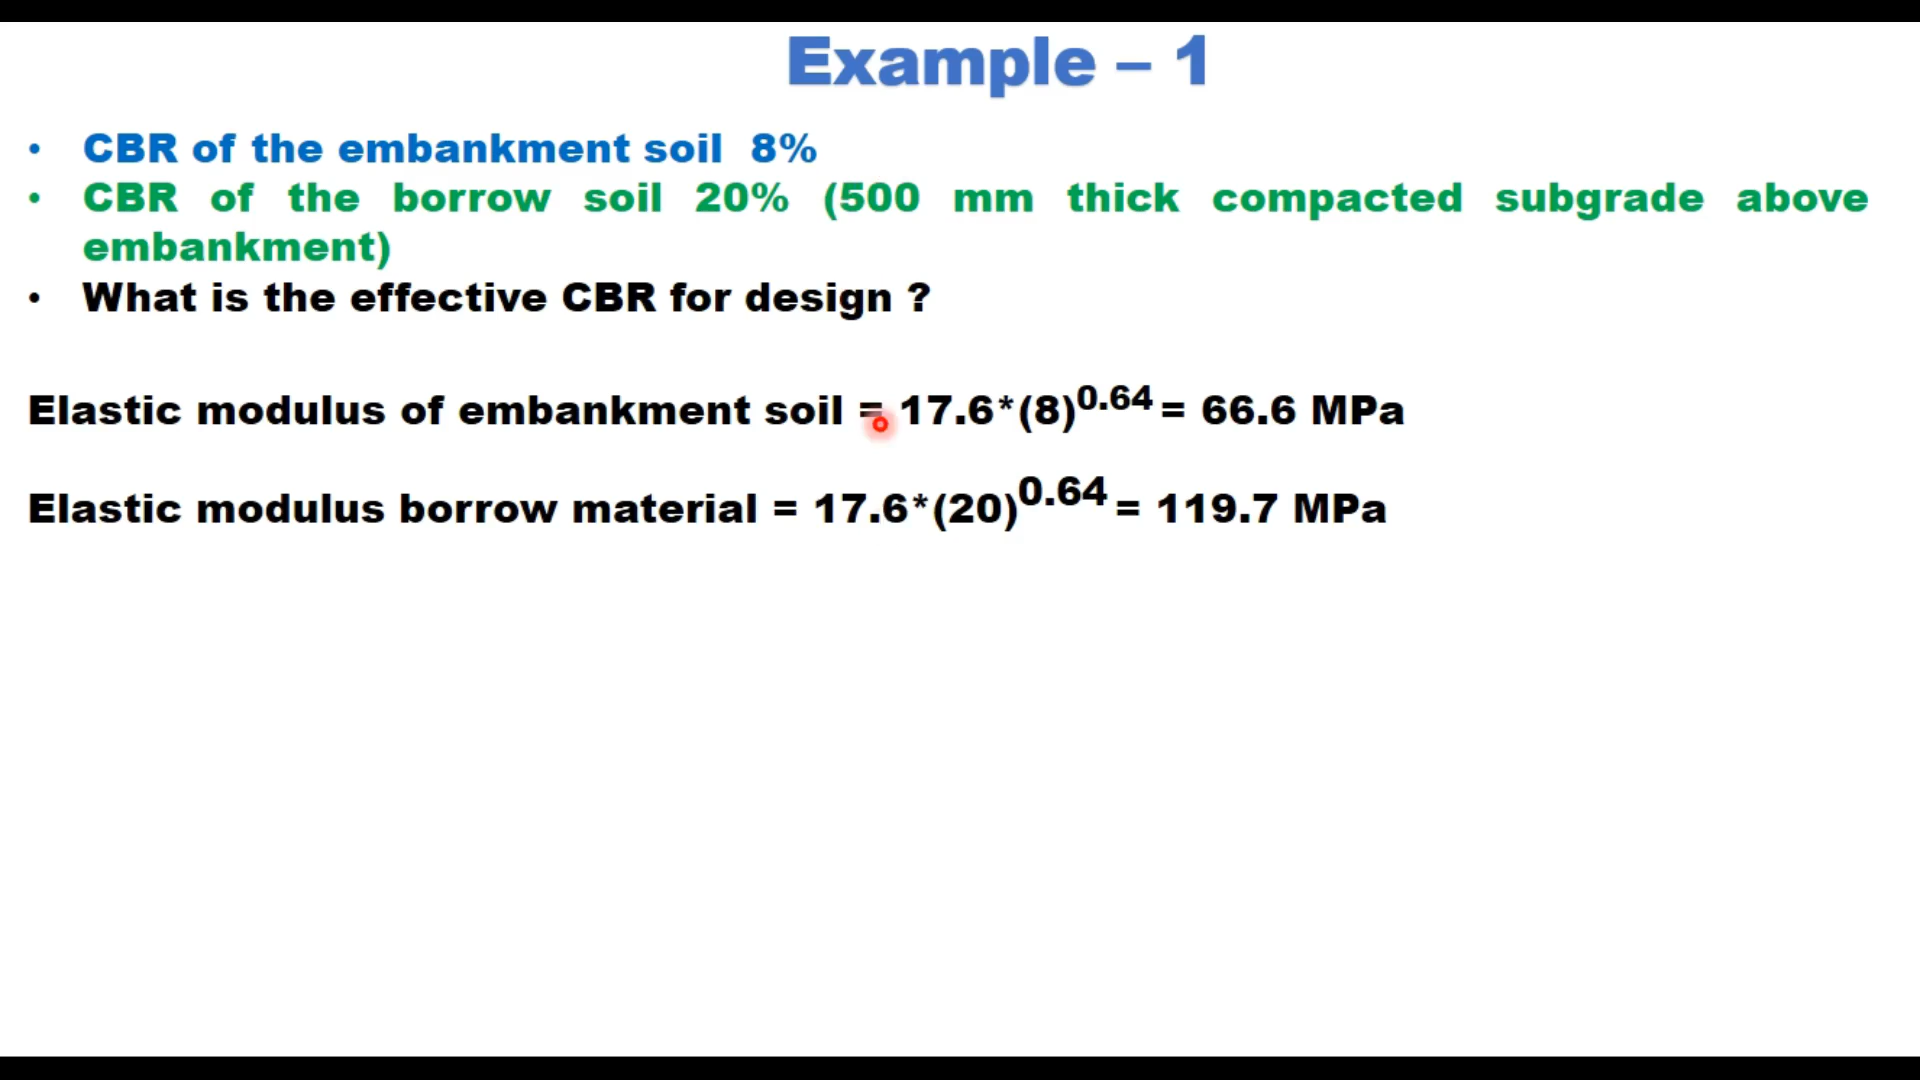 Example – 1
• CBR of the embankment soil 8%
• CBR of the borrow soil 20% (500 mm thick compacted subgrade above
embankment)
• What is the effective CBR for design ?
Elastic modulus of embankment soil = 17.6*(8)^0.64 = 66.6 MPa
Elastic modulus borrow material = 17.6*(20)^0.64 = 119.7 MPa